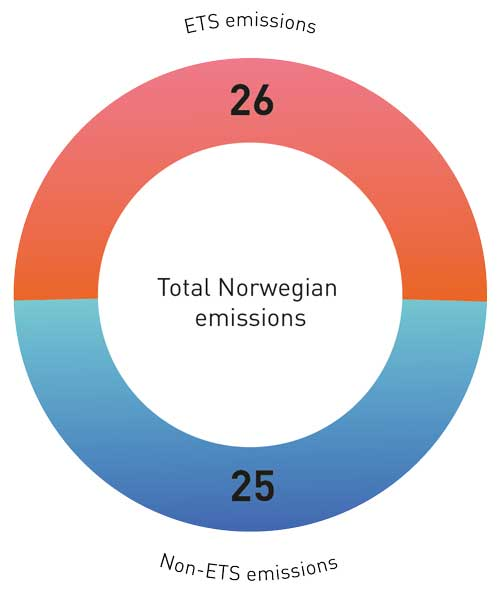 ETS emissions
26
Total Norwegian
emissions
25
Non-ETS emissions